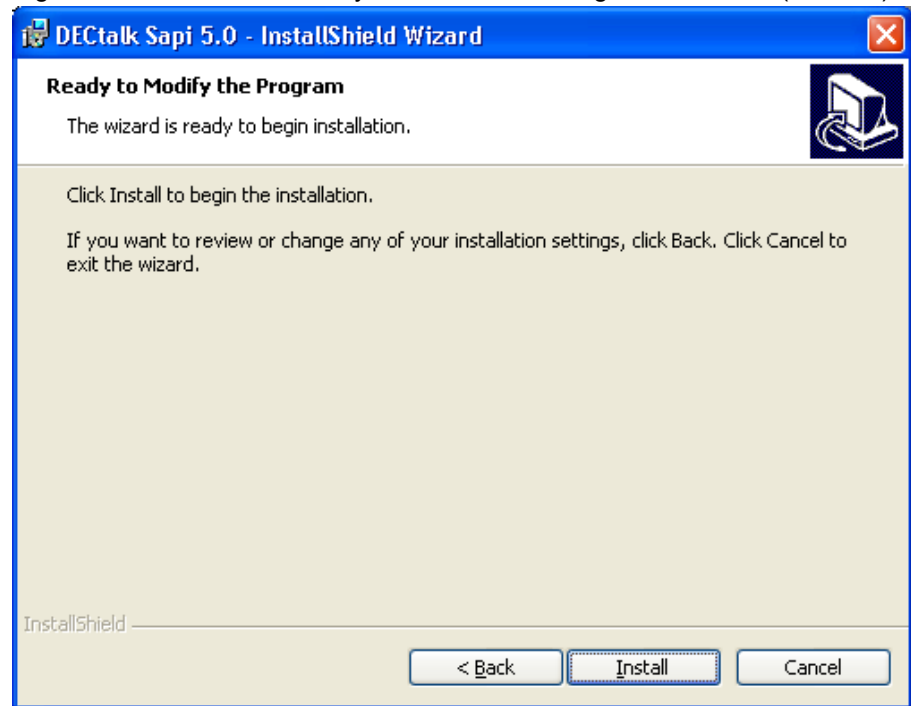 DECtalk Sapi 5.0 - InstallShield Wizard
Ready to Modify the Program
The wizard is ready to begin installation.
Click Install to begin the installation.
If you want to review or change any of your installation settings, click Back. Click Cancel to
exit the wizard.
InstallShield
< Back Install Cancel